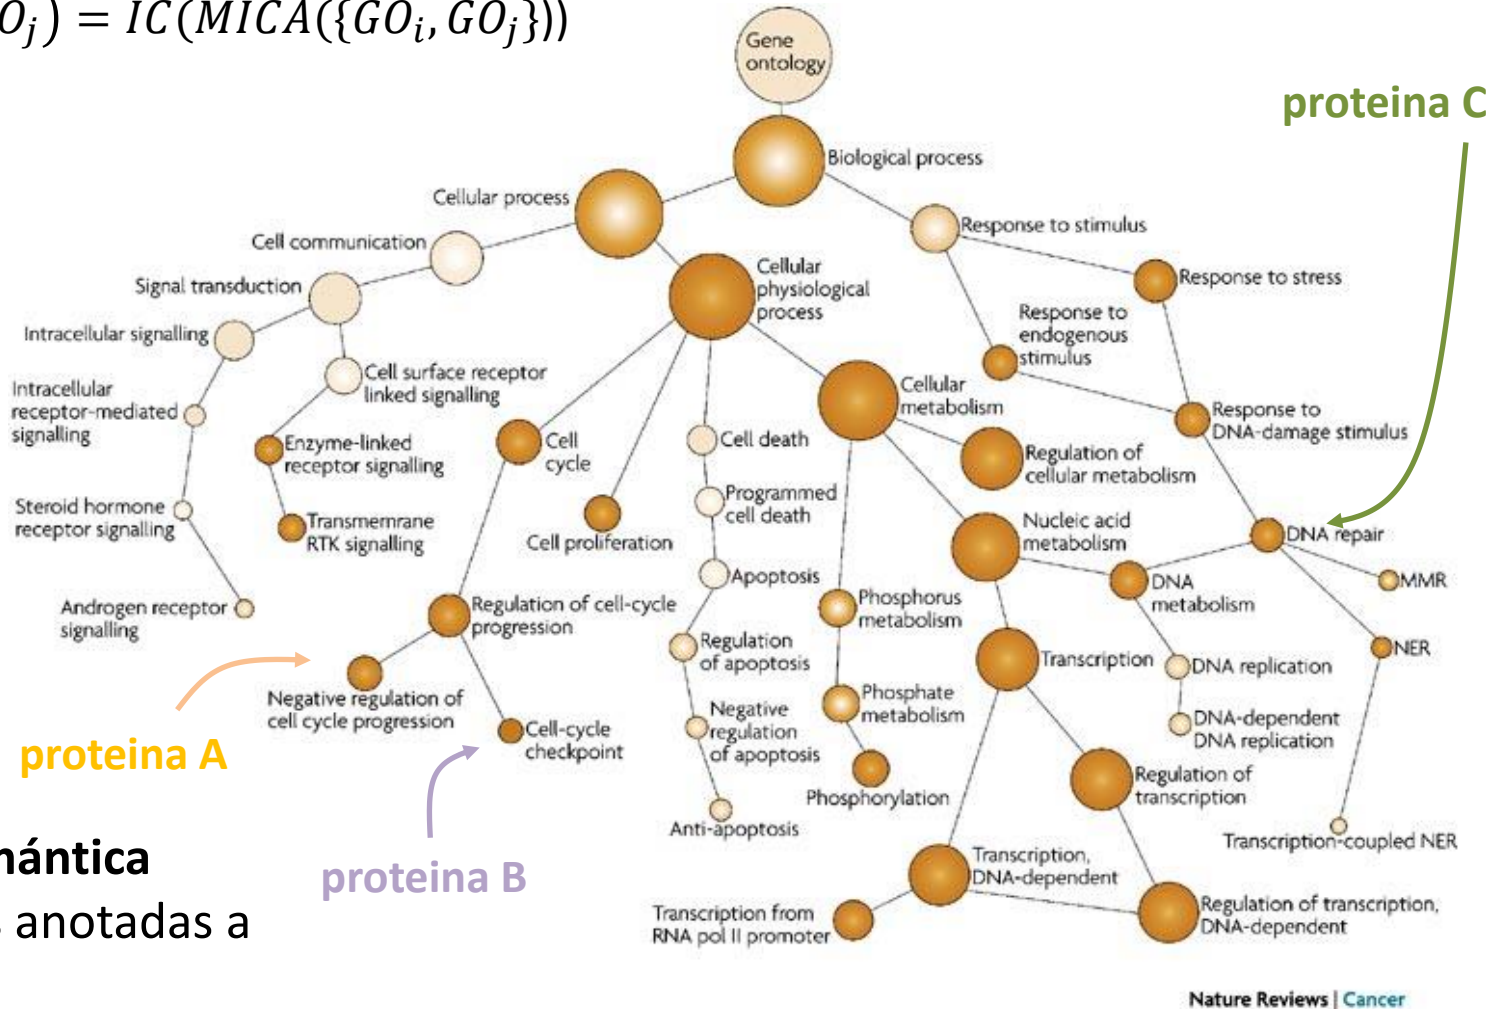 O_j) = IC(MICA({GO_i, GO_j}))
Gene
ontology
proteina C
Biological process
Cellular process
Response to stimulus
Cell communication
Cellular
physiological
process
Response to stress
Signal transduction
Response to
endogenous
stimulus
Intracellular signalling
Cell surface receptor
linked signalling
Intracellular
receptor-mediated
signalling
Cellular
metabolism
Response to
DNA-damage stimulus
Enzyme-linked
receptor signalling
Cell
cycle
Cell death
Regulation of
cellular metabolism
Steroid hormone
receptor signalling
Transmemrane
RTK signalling
Cell proliferation
Programmed
cell death
Nucleic acid
metabolism
DNA repair
Apoptosis
DNA
metabolism
MMR
Androgen receptor
signalling
Regulation of cell-cycle
progression
Phosphorus
metabolism
Regulation
of apoptosis
Transcription
DNA replication
NER
Negative regulation of
cell cycle progression
Cell-cycle
checkpoint
Negative
regulation
of apoptosis
Phosphate
metabolism
DNA-dependent
DNA replication
proteina A
Phosphorylation
Regulation of
transcription
Anti-apoptosis
Transcription-coupled NER
mántica
proteina B
Transcription,
DNA-dependent
s anotadas a
Transcription from
RNA pol II promoter
Regulation of transcription,
DNA-dependent
Nature Reviews | Cancer